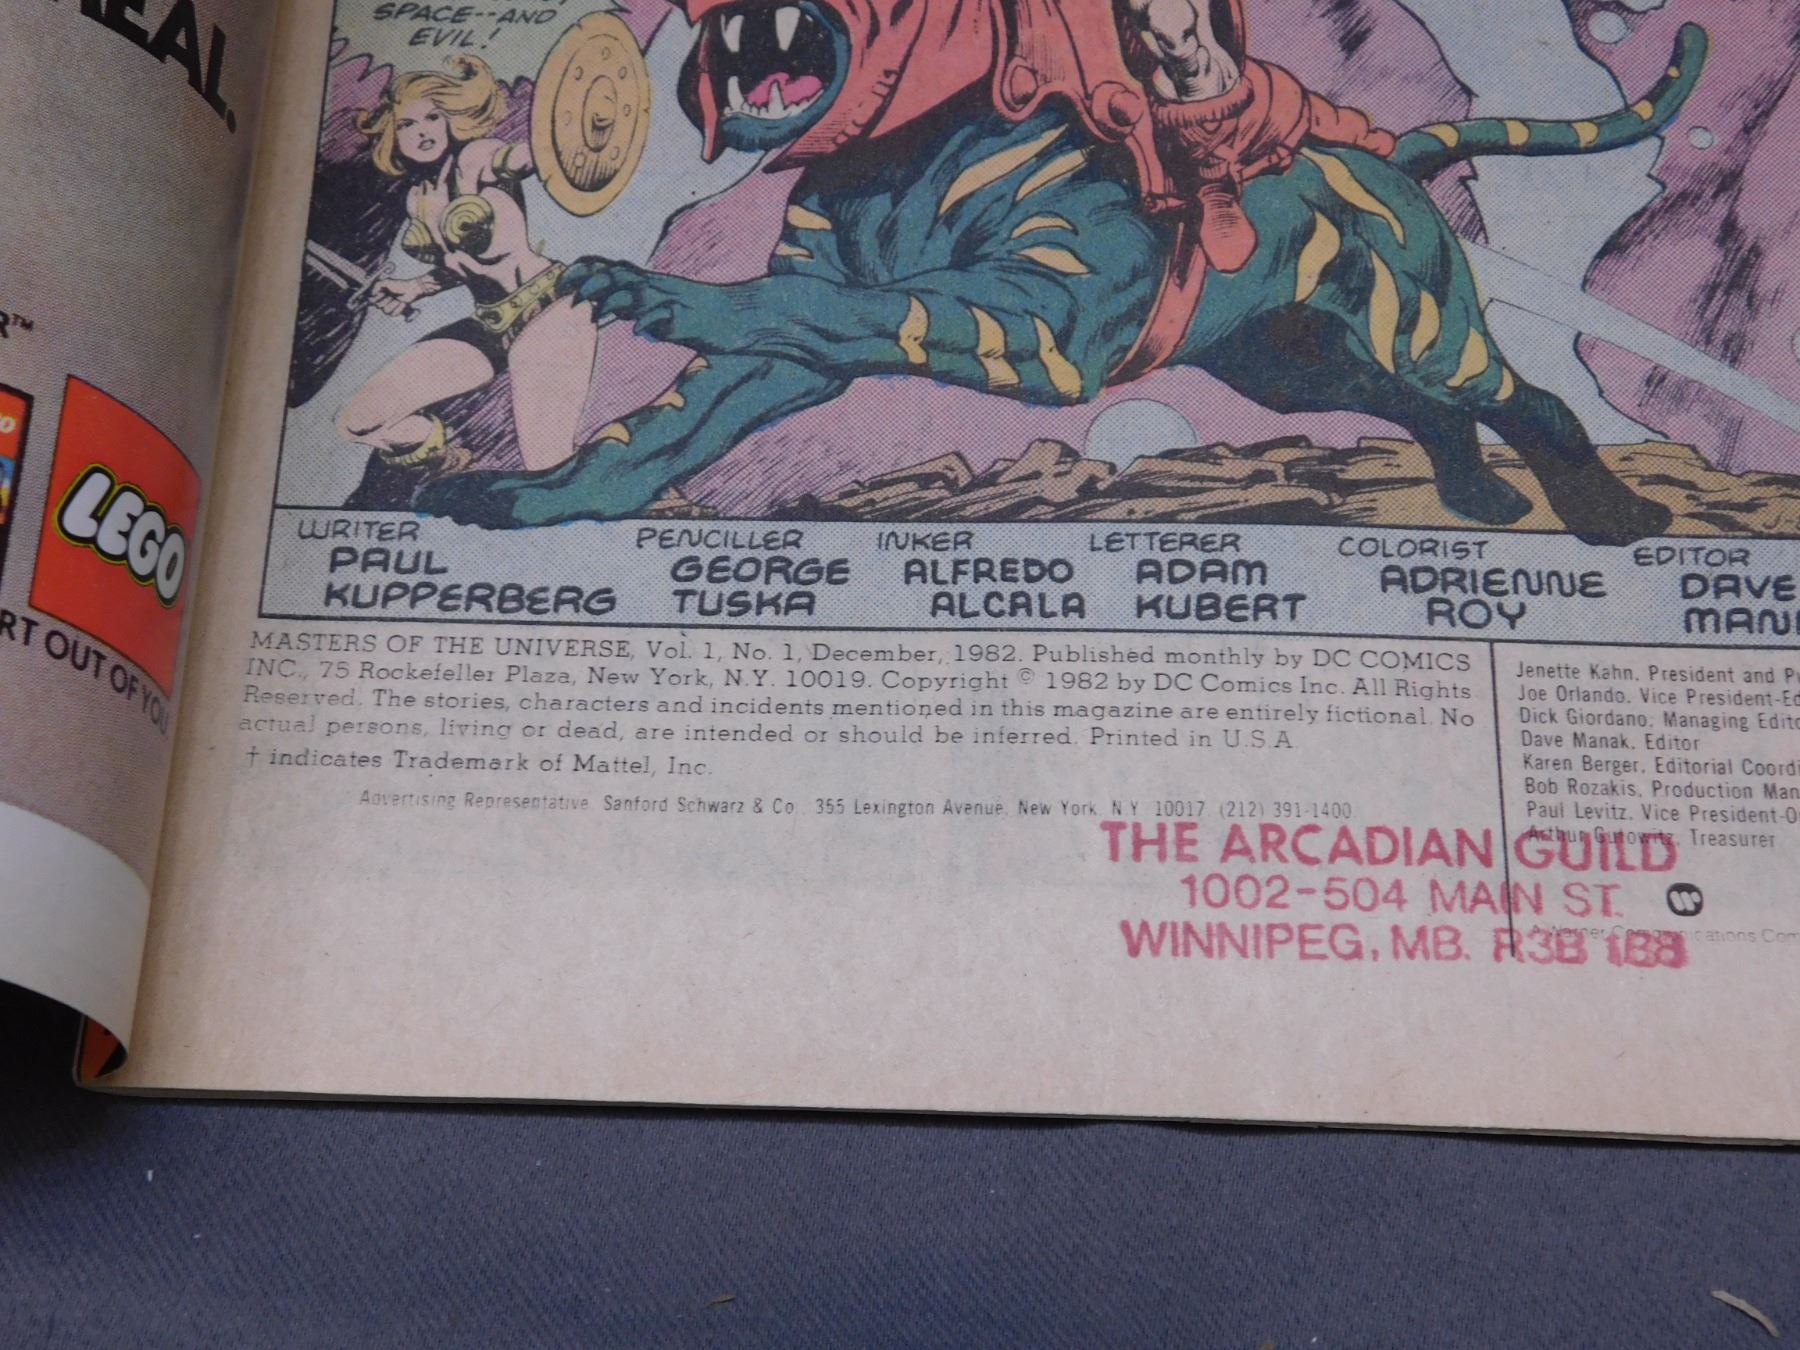 SPACE--AND
EVIL!
LEGO
OUT OF YOU
WRITER
PAUL
KUPPERBERG
PENCILLER
GEORGE
TUSKA
INKER
ALFREDO
ALCALA
LETTERER
ADAM
KUBERT
COLORIST
ADRIENNE
ROY
EDITOR
DAVE
MASTERS OF THE UNIVERSE, Vol. 1, No. 1, December, 1982. Published monthly by DC COMICS
INC., 75 Rockefeller Plaza, New York, N.Y. 10019. Copyright © 1982 by DC Comics Inc. All Rights
Reserved. The stories, characters and incidents mentioned in this magazine are entirely fictional. No
actual persons, living or dead, are intended or should be inferred. Printed in U.S.A.
† indicates Trademark of Mattel, Inc.
Advertising Representative, Sanford Schwarz & Co., 355 Lexington Avenue, New York, N.Y. 10017 (212) 391-1400.
Jenette Kahn, President and
Joe Orlando, Vice
Dick Giordano, Managing
Dave Manak, Editor
Karen Berger, Editorial
Bob Rozakis, Production
Paul Levitz, Vice
Arthur Gutowitz, Treasurer
A Warner Communications
THE ARCADIAN GUILD
1002-504 MAIN ST.
WINNIPEG, MB. R3B 1B8